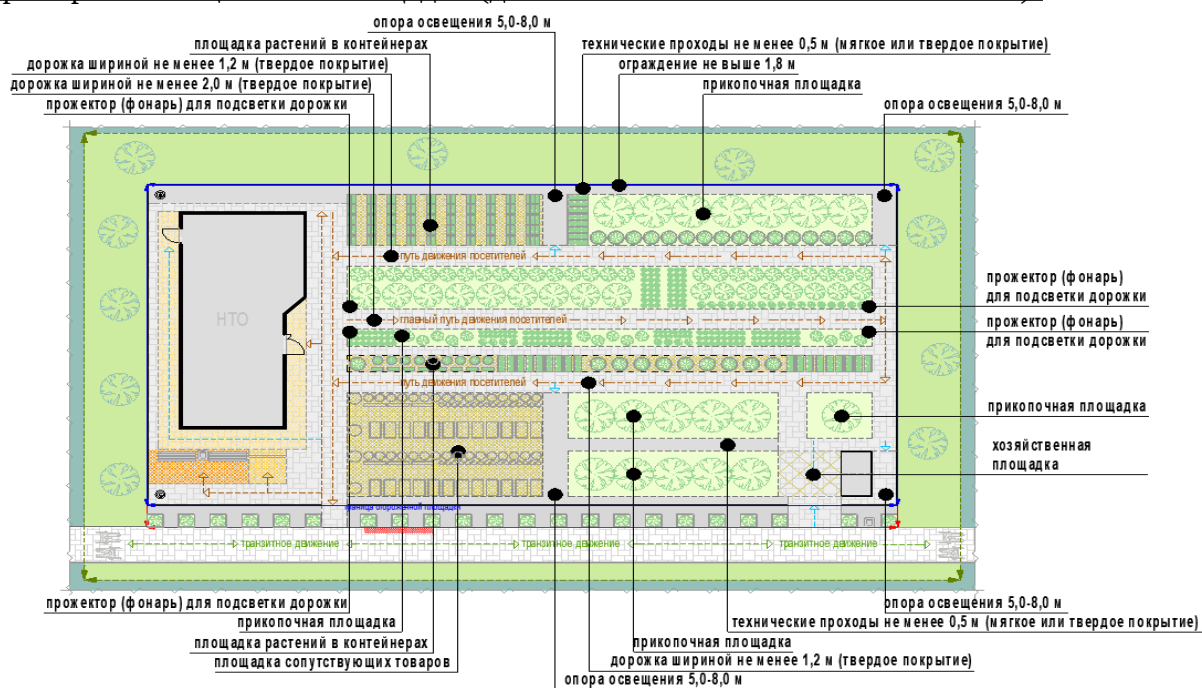 опора освещения 5,0-8,0 м
площадка растений в контейнерах
технические проходы не менее 0,5 м (мягкое или твердое покрытие)
дорожка шириной не менее 1,2 м (твердое покрытие)
ограждение не выше 1,8 м
дорожка шириной не менее 2,0 м (твердое покрытие)
прикопочная площадка
прожектор (фонарь) для подсветки дорожки
опора освещения 5,0-8,0 м
путь движения посетителей
прожектор (фонарь)
для подсветки дорожки
НТО
главный путь движения посетителей
прожектор (фонарь)
для подсветки дорожки
путь движения посетителей
прикопочная площадка
хозяйственная
площадка
граница огороженной площадки
транзитное движение
транзитное движение
транзитное движение
прожектор (фонарь) для подсветки дорожки
опора освещения 5,0-8,0 м
прикопочная площадка
технические проходы не менее 0,5 м (мягкое или твердое покрытие)
площадка растений в контейнерах
прикопочная площадка
площадка сопутствующих товаров
дорожка шириной не менее 1,2 м (твердое покрытие)
опора освещения 5,0-8,0 м